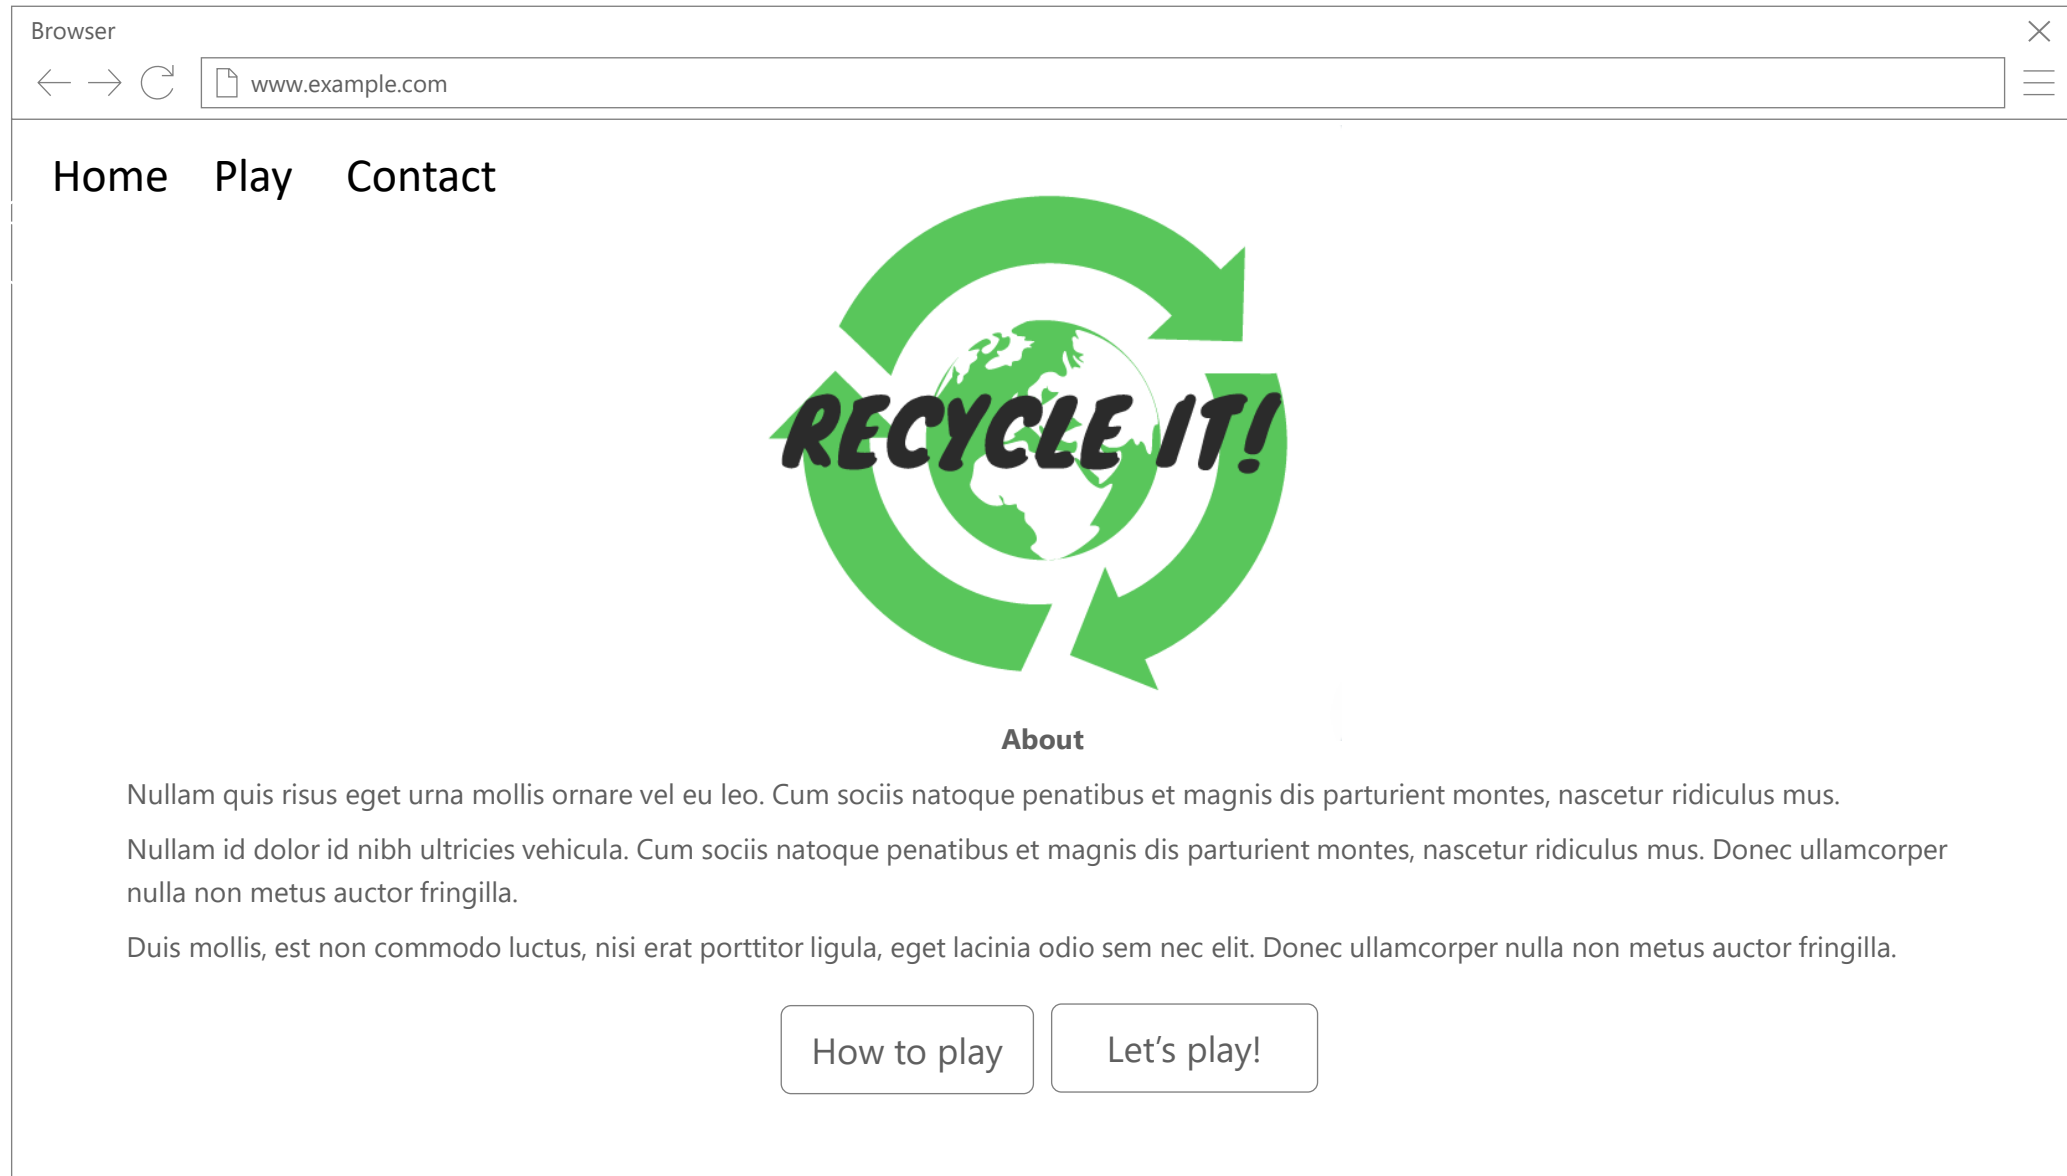 Browser
www.example.com
Home Play Contact
RECYCLE IT!
About
Nullam quis risus eget urna mollis ornare vel eu leo. Cum sociis natoque penatibus et magnis dis parturient montes, nascetur ridiculus mus.
Nullam id dolor id nibh ultricies vehicula. Cum sociis natoque penatibus et magnis dis parturient montes, nascetur ridiculus mus. Donec ullamcorper
nulla non metus auctor fringilla.
Duis mollis, est non commodo luctus, nisi erat porttitor ligula, eget lacinia odio sem nec elit. Donec ullamcorper nulla non metus auctor fringilla.
How to play Let’s play!